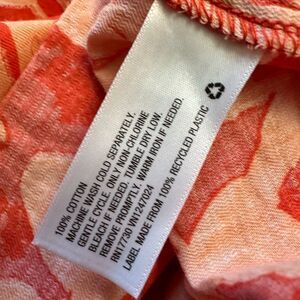 100% COTTON
MACHINE WASH COLD SEPARATELY.
GENTLE CYCLE. ONLY NON-CHLORINE
BLEACH IF NEEDED. TUMBLE DRY LOW.
REMOVE PROMPTLY. WARM IRON IF NEEDED.
RN17730 VN1247024
LABEL MADE FROM 100% RECYCLED PLASTIC